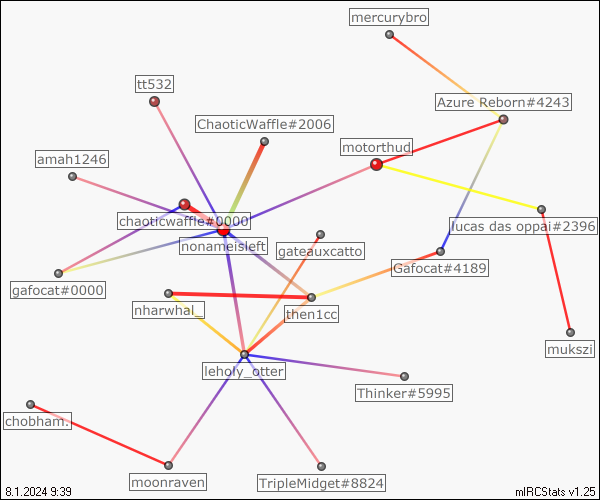 mercurybro
tt532
Azure Reborn#4243
ChaoticWaffle#2006
motorthud
amah1246
chaoticwaffle#0000
lucas das oppai#2396
nonameisleft
gateauxcatto
Gafocat#4189
gafocat#0000
nharwhal_
then1cc
mukszi
leholy_otter
Thinker#5995
chobham.
moonraven
TripleMidget#8824
8.1.2024 9:39
mIRCStats v1.25